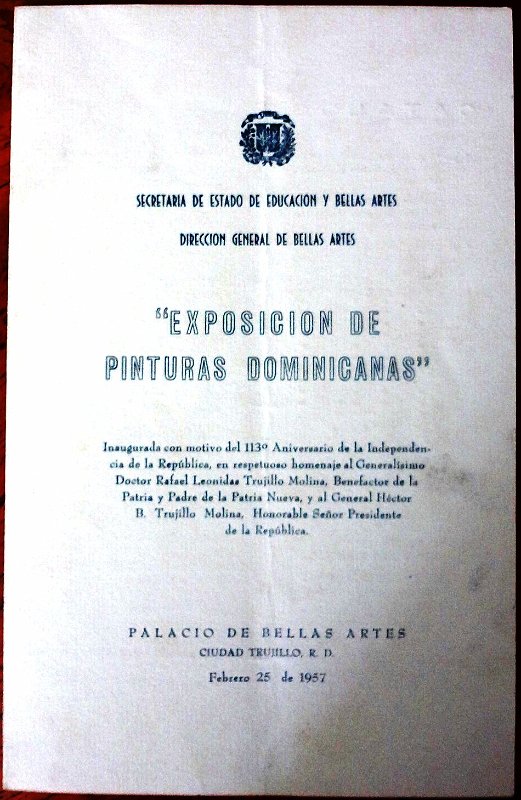 SECRETARIA DE ESTADO DE EDUCACION Y BELLAS ARTES
DIRECCION GENERAL DE BELLAS ARTES
"EXPOSICION DE
PINTURAS DOMINICANAS"
Inaugurada con motivo del 113º Aniversario de la Independen-
cia de la República, en respetuoso homenaje al Generalísimo
Doctor Rafael Leonidas Trujillo Molina, Benefactor de la
Patria y Padre de la Patria Nueva, y al General Héctor
B. Trujillo Molina, Honorable Señor Presidente
de la República.
PALACIO DE BELLAS ARTES
CIUDAD TRUJILLO, R. D.
Febrero 25 de 1957